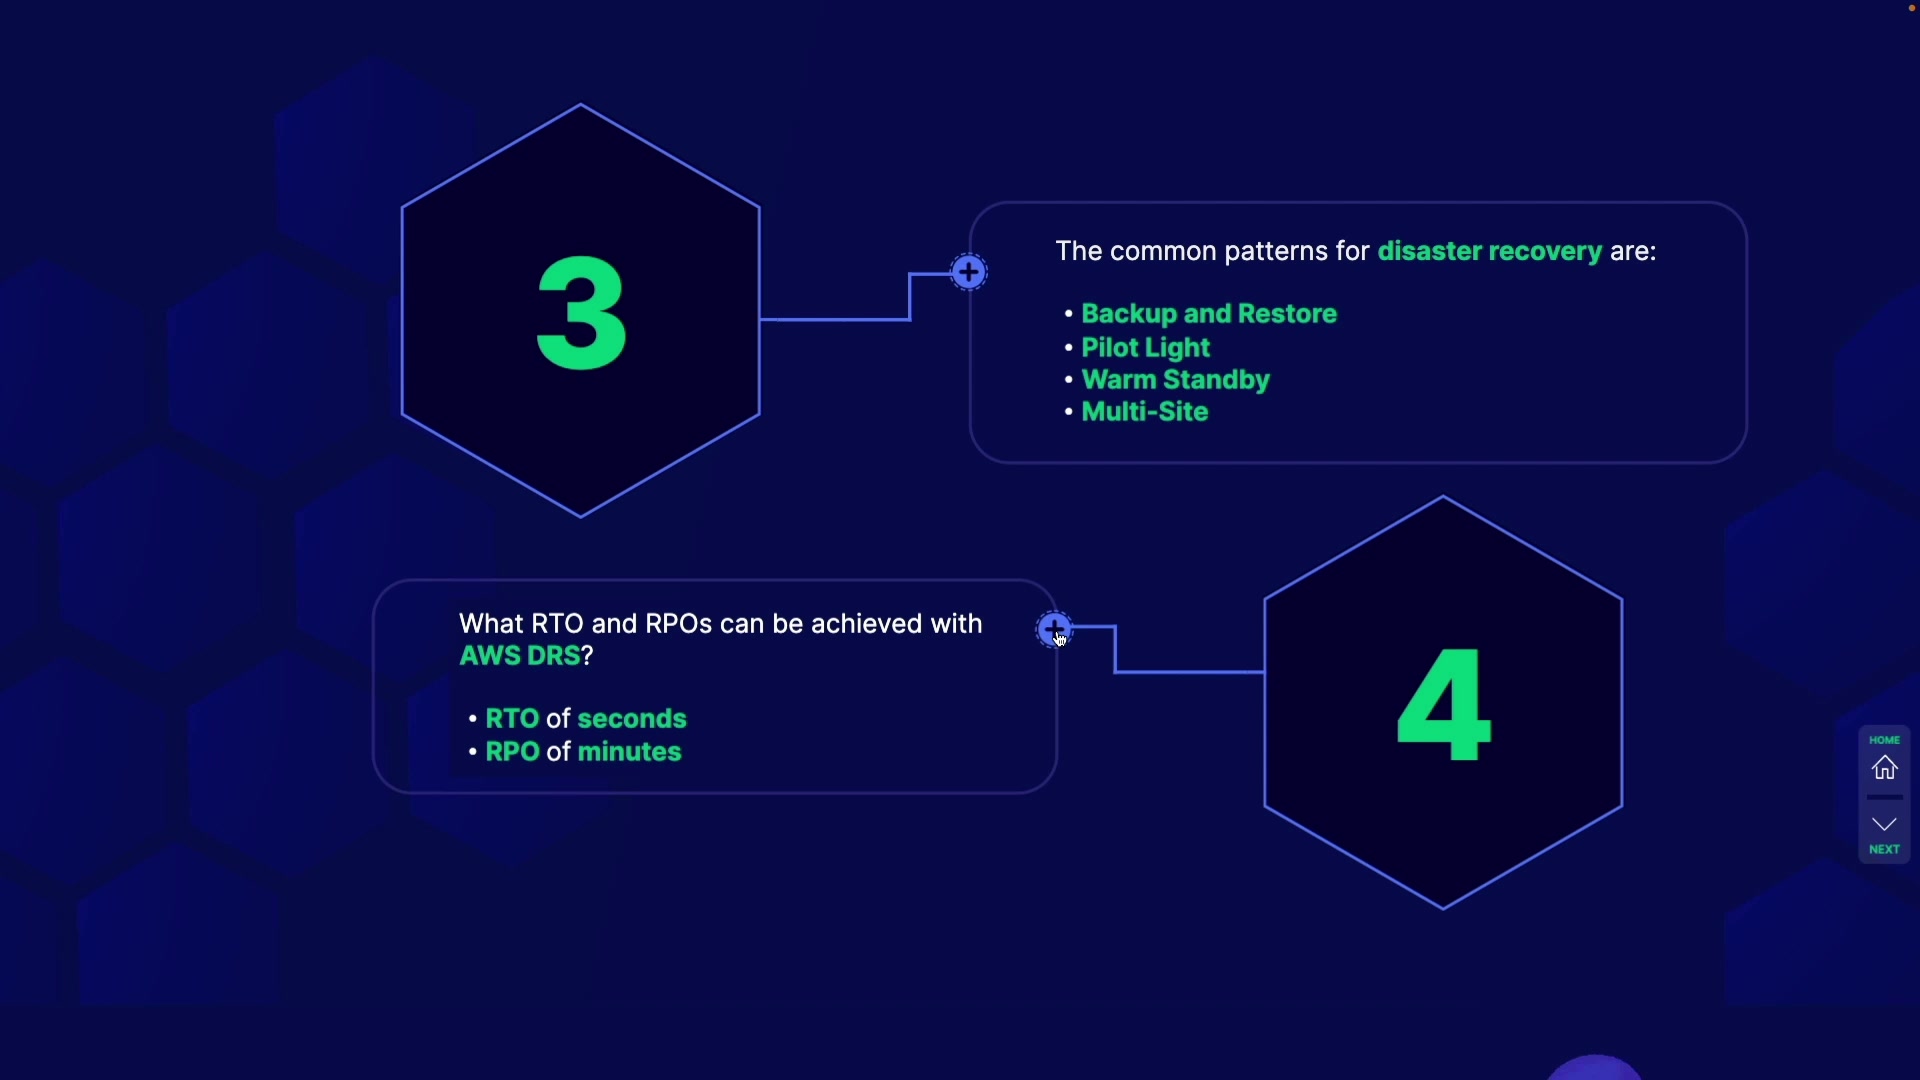 3
The common patterns for disaster recovery are:
• Backup and Restore
• Pilot Light
• Warm Standby
• Multi-Site
What RTO and RPOs can be achieved with
AWS DRS?
• RTO of seconds
• RPO of minutes
4
HOME
NEXT